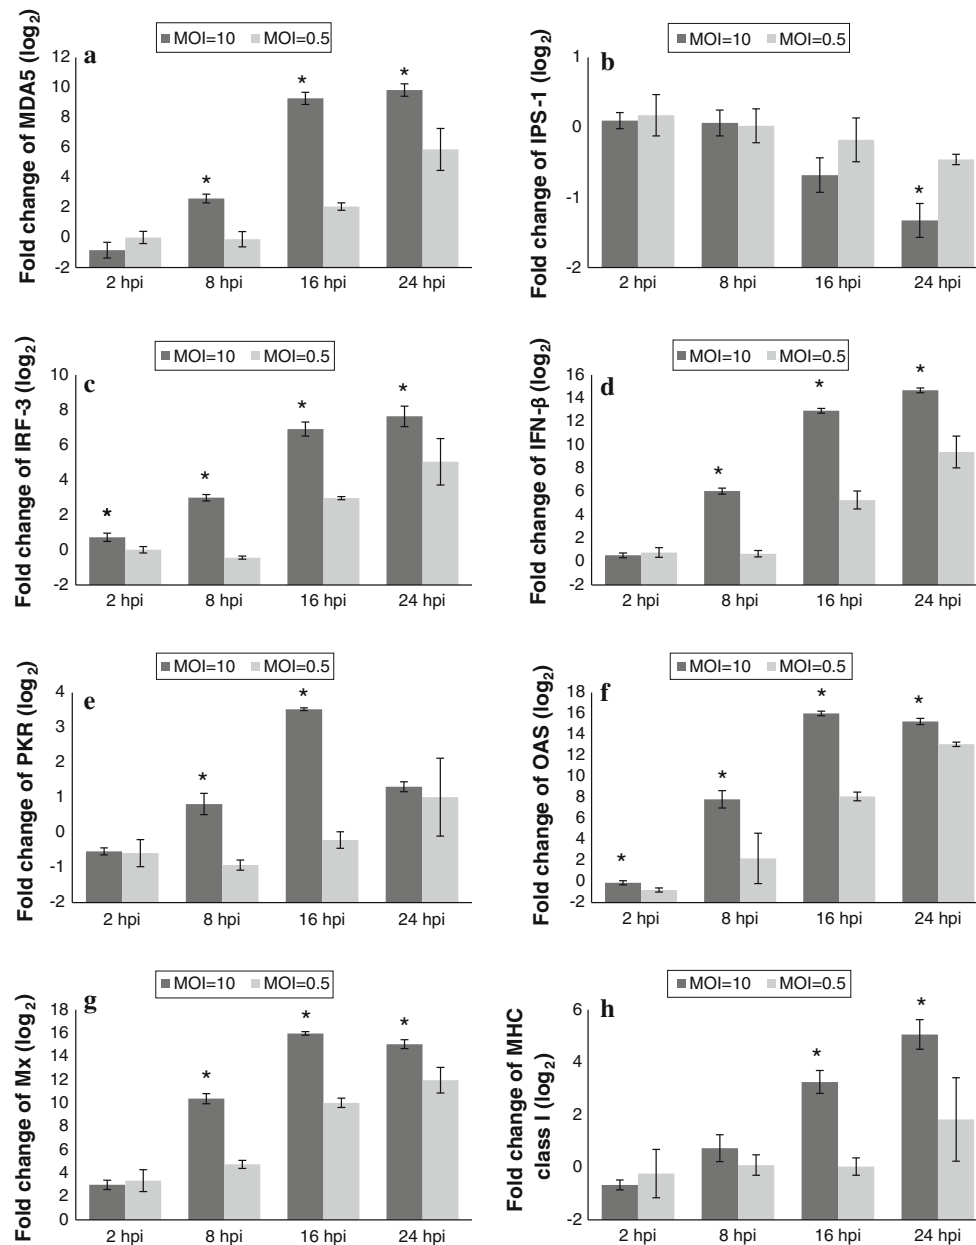 MOI=10 MOI=0.5
a
Fold change of MDA5 (log2)
12
10
8
6
4
2
0
-2
* * *
2 hpi 8 hpi 16 hpi 24 hpi
MOI=10 MOI=0.5
b
Fold change of IPS-1 (log2)
1
0
-1
-2
*
2 hpi 8 hpi 16 hpi 24 hpi
MOI=10 MOI=0.5
c
Fold change of IRF-3 (log2)
10
8
6
4
2
0
-2
* * * *
2 hpi 8 hpi 16 hpi 24 hpi
MOI=10 MOI=0.5
d
Fold change of IFN-β (log2)
16
14
12
10
8
6
4
2
0
-2
* * *
2 hpi 8 hpi 16 hpi 24 hpi
MOI=10 MOI=0.5
e
Fold change of PKR (log2)
4
3
2
1
0
-1
-2
* *
2 hpi 8 hpi 16 hpi 24 hpi
MOI=10 MOI=0.5
f
Fold change of OAS (log2)
18
16
14
12
10
8
6
4
2
0
-2
* * * *
2 hpi 8 hpi 16 hpi 24 hpi
MOI=10 MOI=0.5
g
Fold change of Mx (log2)
18
16
14
12
10
8
6
4
2
0
* * *
2 hpi 8 hpi 16 hpi 24 hpi
MOI=10 MOI=0.5
h
Fold change of MHC
class I (log2)
6
4
2
0
-2
* *
2 hpi 8 hpi 16 hpi 24 hpi